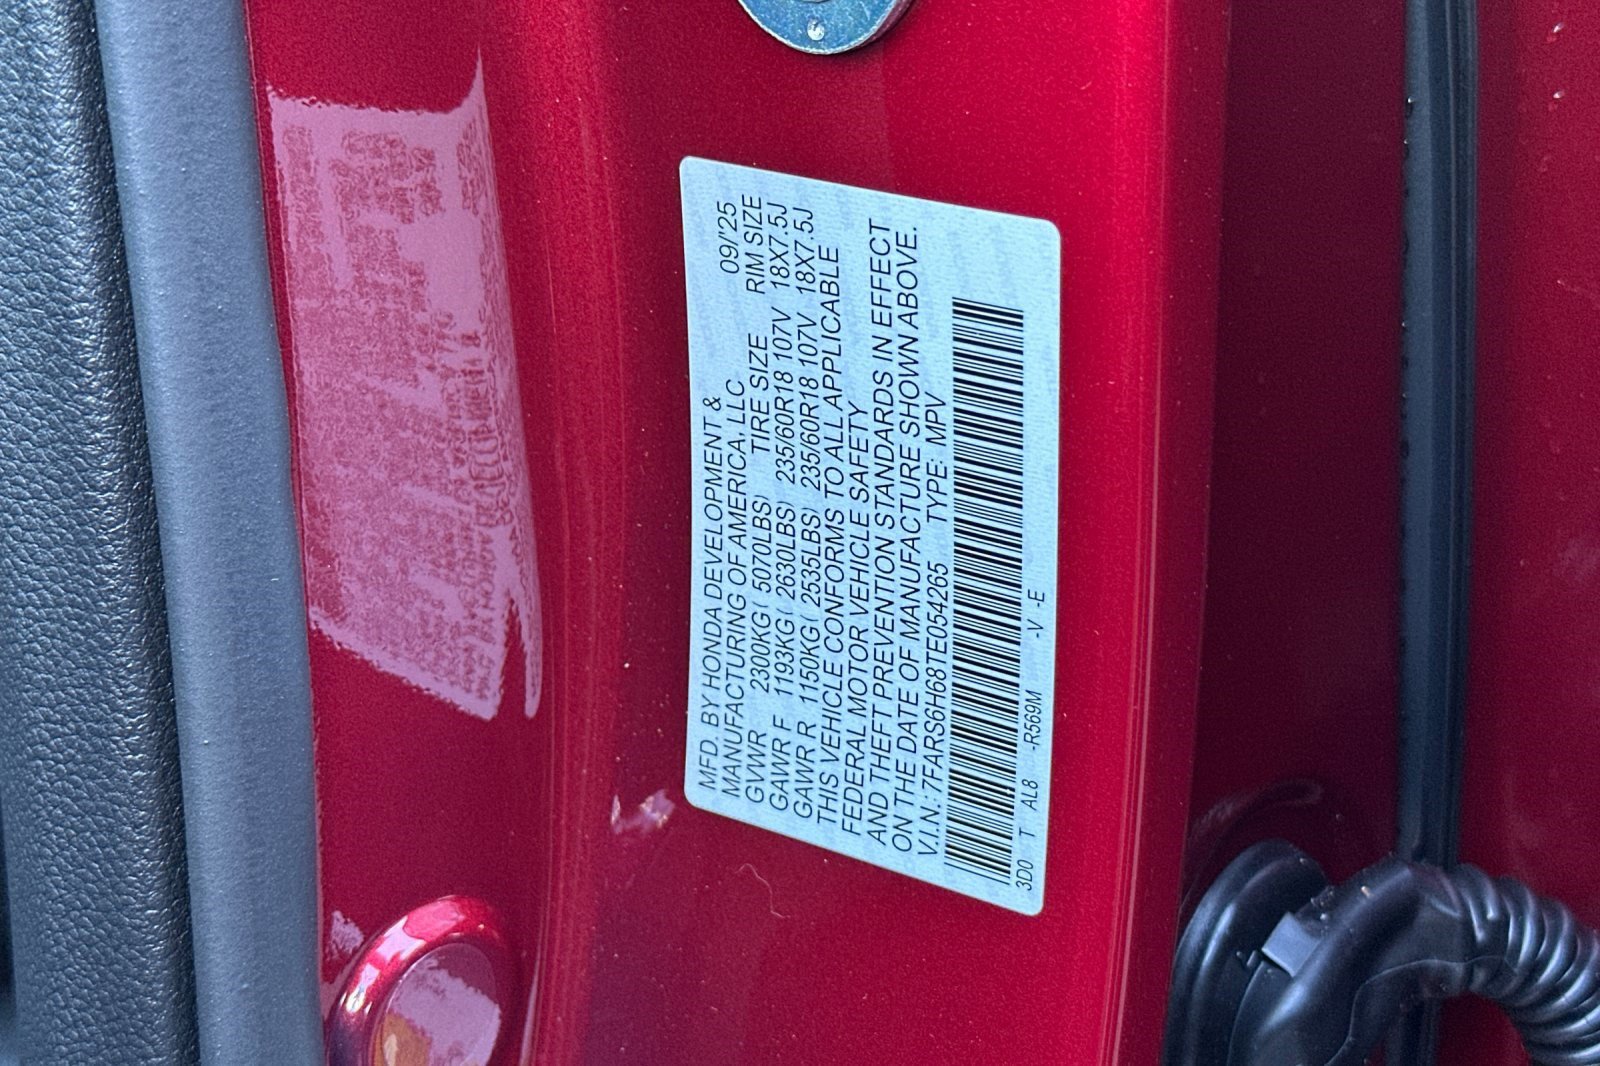 MFD. BY HONDA DEVELOPMENT &
MANUFACTURING OF AMERICA, LLC 09/'25
GVWR 2300KG ( 5070LBS) TIRE SIZE RIM SIZE
GAWR F 1193KG ( 2630LBS) 235/60R18 107V 18X7.5J
GAWR R 1150KG ( 2535LBS) 235/60R18 107V 18X7.5J
THIS VEHICLE CONFORMS TO ALL APPLICABLE
FEDERAL MOTOR VEHICLE SAFETY
AND THEFT PREVENTION STANDARDS IN EFFECT
ON THE DATE OF MANUFACTURE SHOWN ABOVE.
V.I.N.: 7FARS6H68TE054265 TYPE: MPV
3D0 T AL8 -R569M -V -E